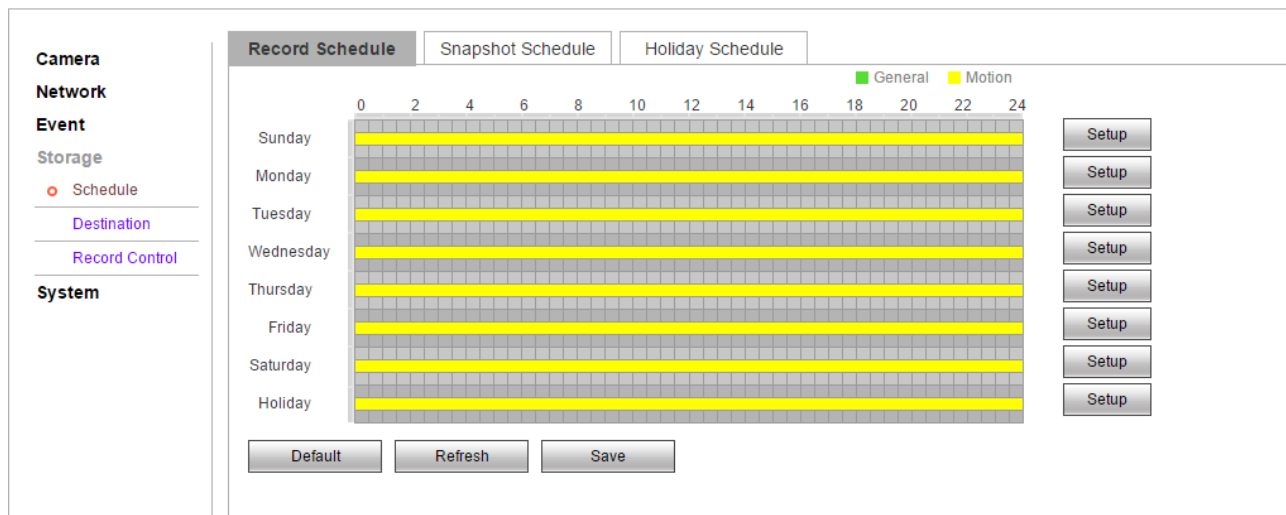 Camera
Network
Event
Storage
Schedule
Destination
Record Control
System
Record Schedule
Snapshot Schedule
Holiday Schedule
General Motion
0 2 4 6 8 10 12 14 16 18 20 22 24
Sunday Setup
Monday Setup
Tuesday Setup
Wednesday Setup
Thursday Setup
Friday Setup
Saturday Setup
Holiday Setup
Default Refresh Save